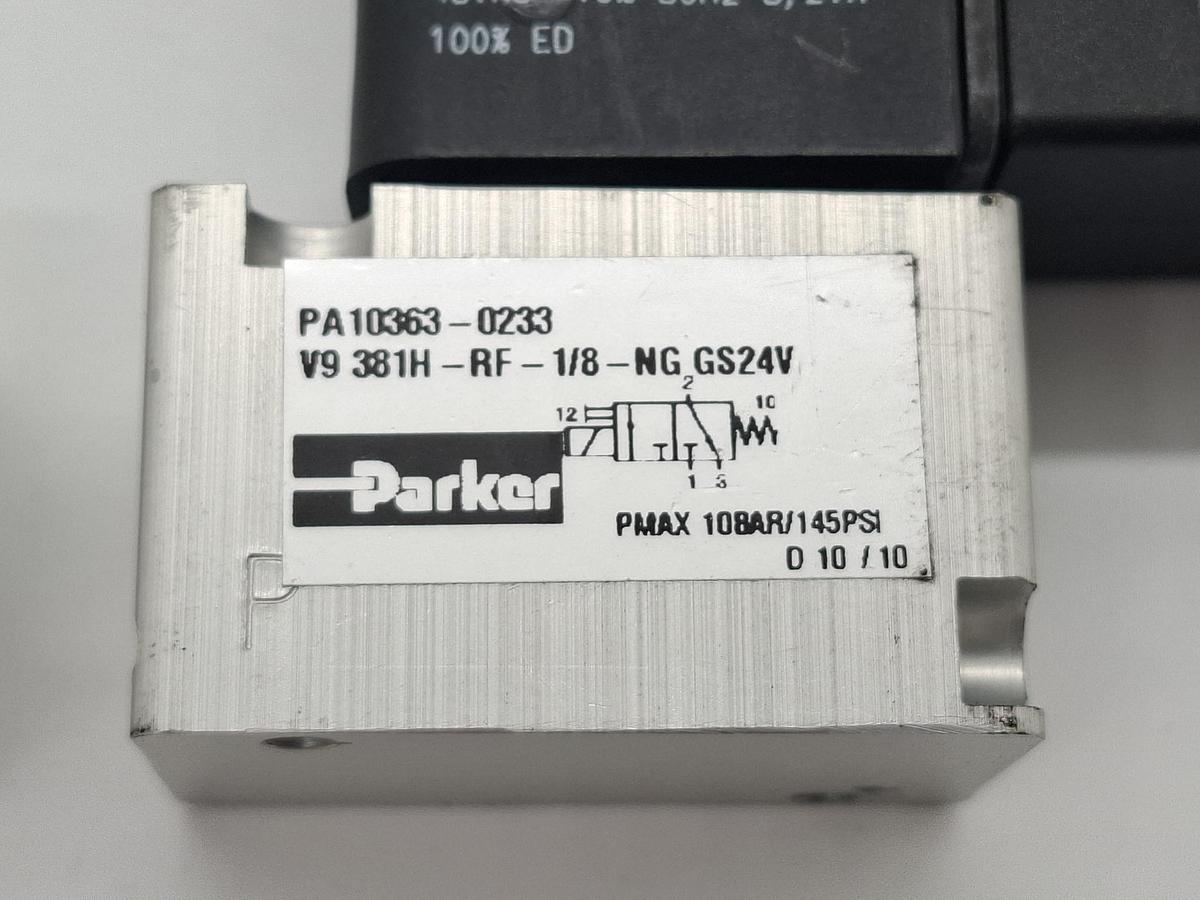 100% ED
PA10363-0233
V9 381H-RF-1/8-NG GS24V
2
12
10
Parker
1 3
PMAX 10BAR/145PSI
D 10 / 10
P